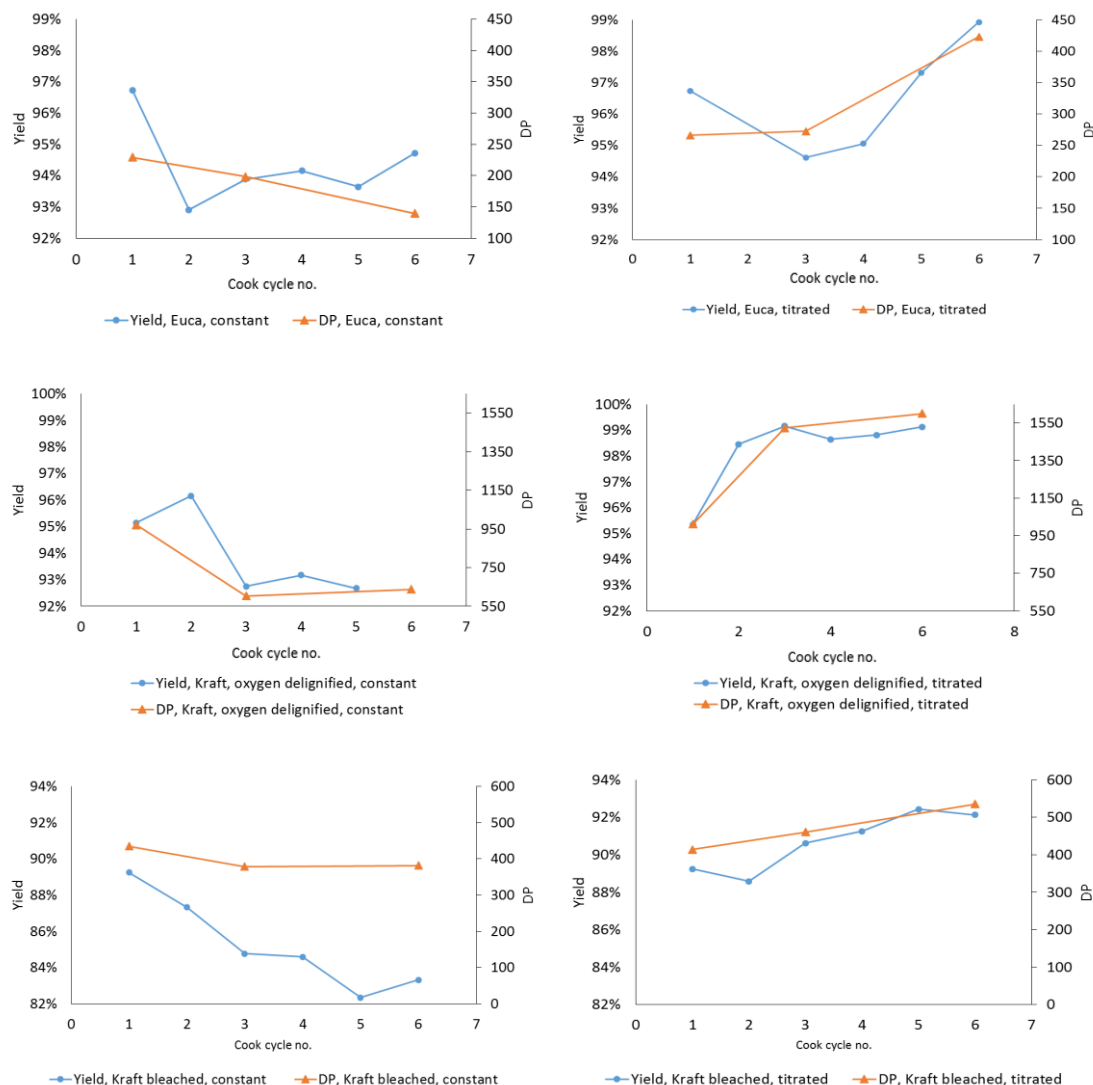 99%
98%
97%
96%
95%
94%
93%
92%
Yield
450
400
350
300
250
200
150
100
DP
0 1 2 3 4 5 6 7
Cook cycle no.
Yield, Euca, constant DP, Euca, constant
99%
98%
97%
96%
95%
94%
93%
92%
Yield
450
400
350
300
250
200
150
100
DP
0 1 2 3 4 5 6 7
Cook cycle no.
Yield, Euca, titrated DP, Euca, titrated
100%
99%
98%
97%
96%
95%
94%
93%
92%
Yield
1550
1350
1150
950
750
550
DP
0 1 2 3 4 5 6 7
Cook cycle no.
Yield, Kraft, oxygen delignified, constant
DP, Kraft, oxygen delignified, constant
100%
99%
98%
97%
96%
95%
94%
93%
92%
Yield
1550
1350
1150
950
750
550
DP
0 2 4 6 8
Cook cycle no.
Yield, Kraft, oxygen delignified, titrated
DP, Kraft, oxygen delignified, titrated
94%
92%
90%
88%
86%
84%
82%
Yield
600
500
400
300
200
100
0
DP
0 1 2 3 4 5 6 7
Cook cycle no.
Yield, Kraft bleached, constant DP, Kraft bleached, constant
94%
92%
90%
88%
86%
84%
82%
Yield
600
500
400
300
200
100
0
DP
0 1 2 3 4 5 6 7
Cook cycle no.
Yield, Kraft bleached, titrated DP, Kraft bleached, titrated